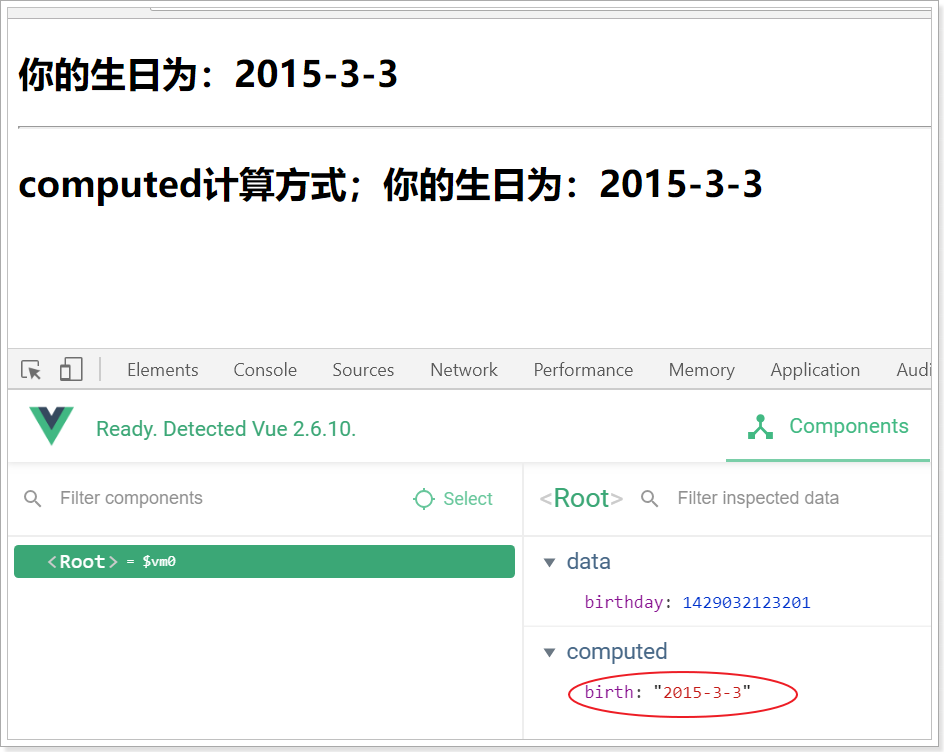 你的生日为：2015-3-3
computed计算方式；你的生日为：2015-3-3
Elements Console Sources Network Performance Memory Application Audi
Ready. Detected Vue 2.6.10. Components
Filter components Select <Root> Filter inspected data
<Root> = $vm0
data
birthday: 1429032123201
computed
birth: "2015-3-3"